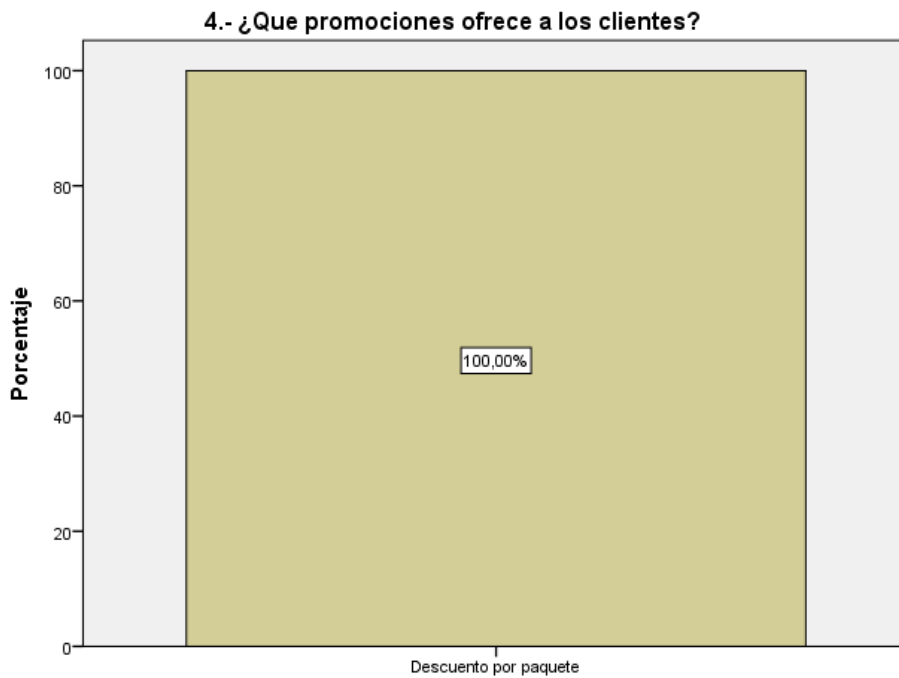 4.- ¿Que promociones ofrece a los clientes?
Porcentaje
100
80
60
40
20
0
100,00%
Descuento por paquete